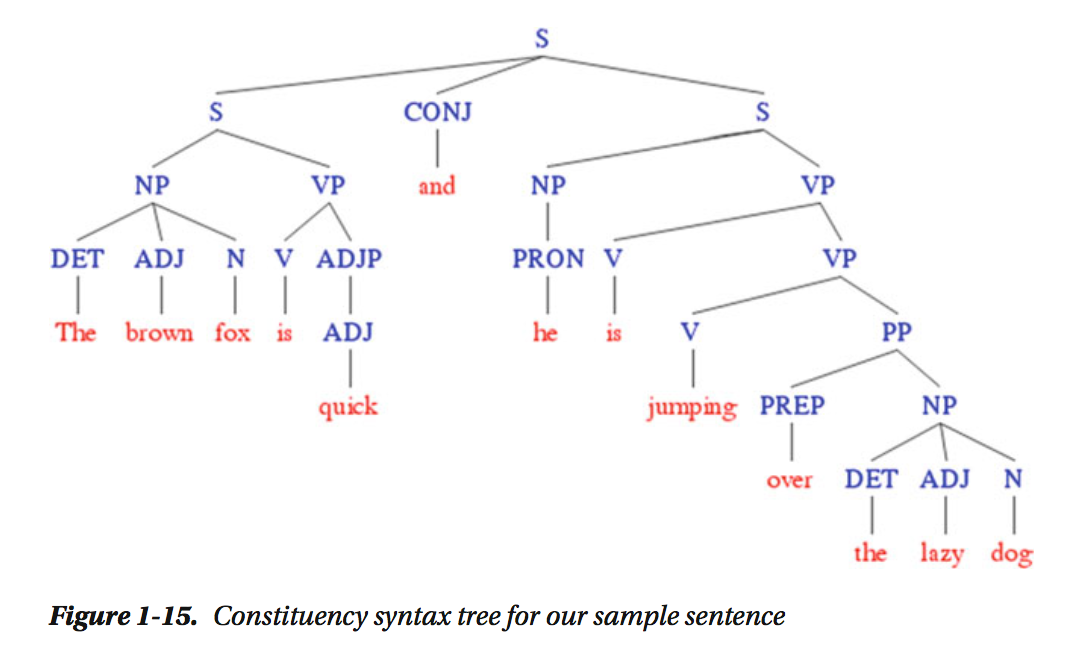 S
S CONJ S
NP VP and NP VP
DET ADJ N V ADJP PRON V VP
The brown fox is ADJ he is V PP
quick jumping PREP NP
over DET ADJ N
the lazy dog
Figure 1-15. Constituency syntax tree for our sample sentence